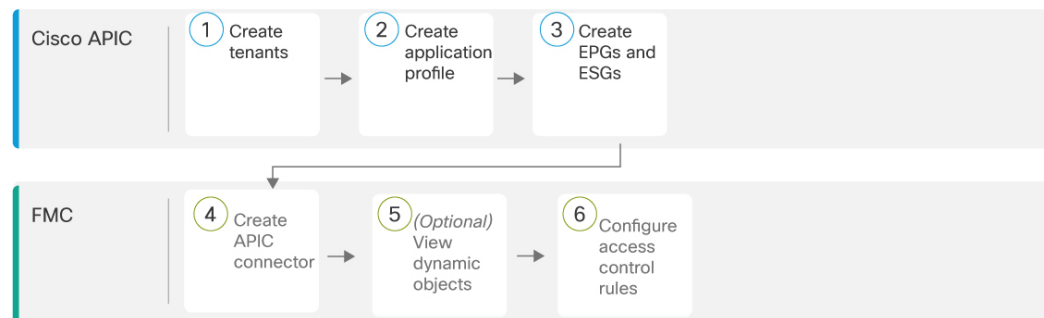 Cisco APIC
1
Create
tenants
2
Create
application
profile
3
Create
EPGs and
ESGs
FMC
4
Create
APIC
connector
5
(Optional)
View
dynamic
objects
6
Configure
access
control
rules